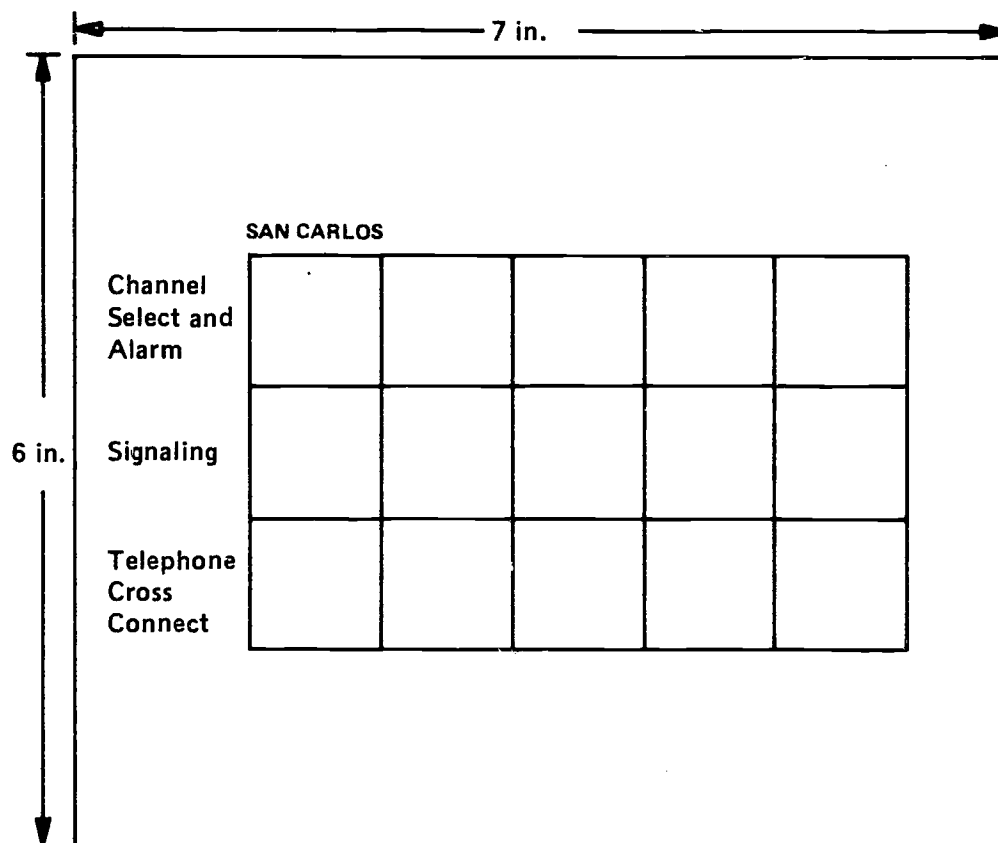 7 in.
SAN CARLOS
Channel
Select and
Alarm
6 in.
Signaling
Telephone
Cross
Connect